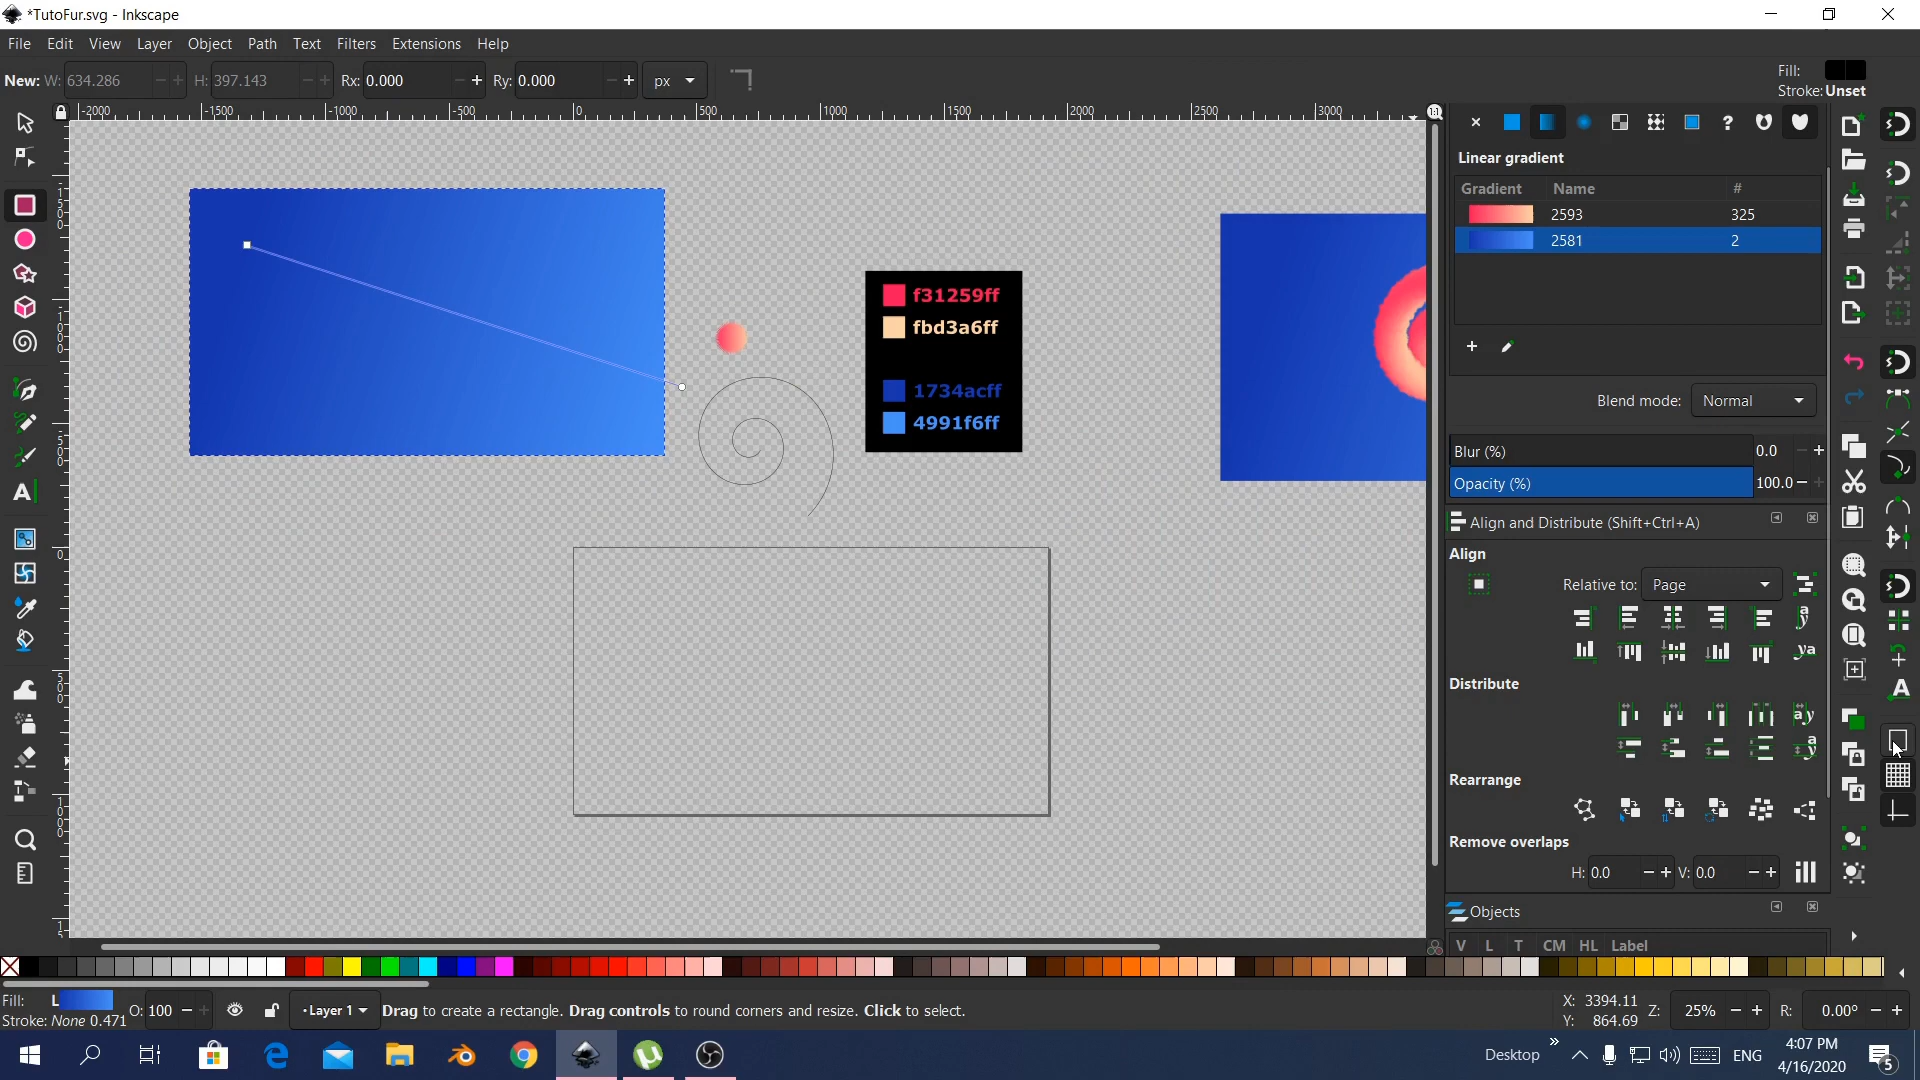 *TutoFur.svg - Inkscape
File Edit View Layer Object Path Text Filters Extensions Help
New: W: 634.286 H: 397.143 Rx: 0.000 Ry: 0.000 px
Fill:
Stroke: Unset
-2000 -1500 -1000 -500 0 500 1000 1500 2000 2500 3000
1:1
Linear gradient
Gradient Name #
2593 325
2581 2
f31259ff
fbd3a6ff
1734acff
4991f6ff
Blend mode: Normal
Blur (%) 0.0
Opacity (%) 100.0
Align and Distribute (Shift+Ctrl+A)
Align
Relative to: Page
Distribute
Rearrange
Remove overlaps
H: 0.0 V: 0.0
Objects
V L T CM HL Label
Fill: L
Stroke: None 0.471
O: 100
Layer 1
Drag to create a rectangle. Drag controls to round corners and resize. Click to select.
X: 3394.11
Y: 864.69
Z: 25% R: 0.00°
Desktop
ENG
4:07 PM
4/16/2020
5